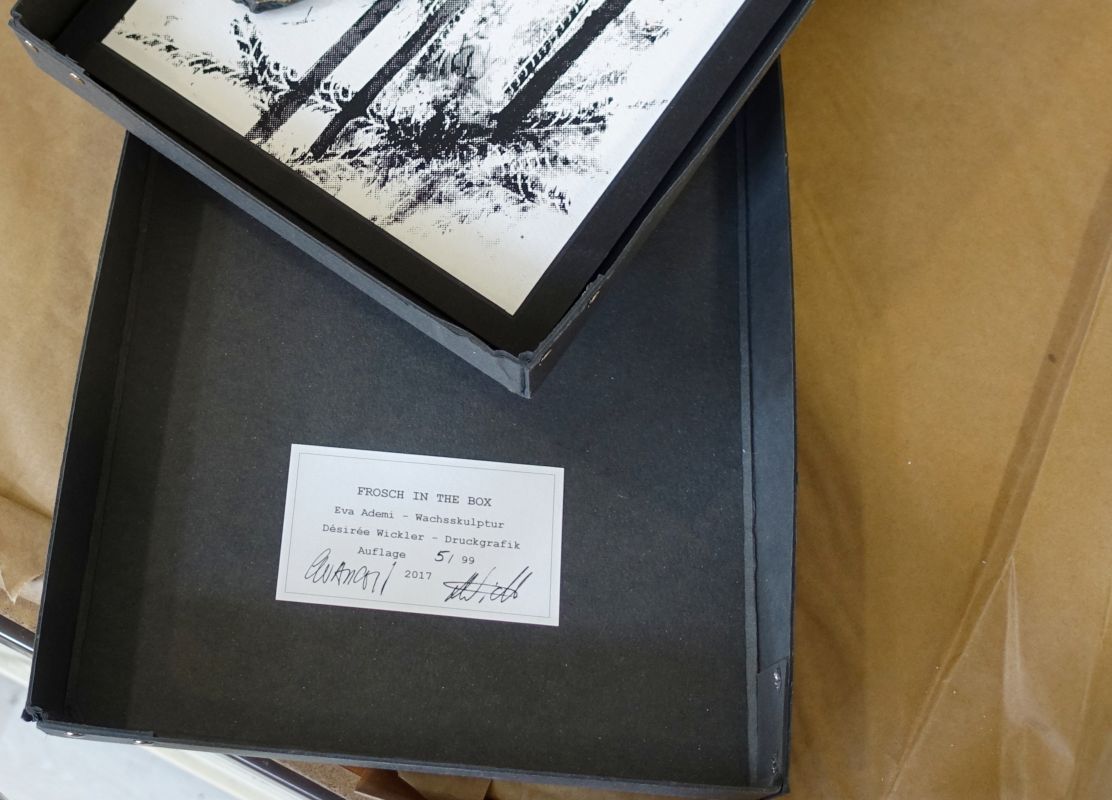 FROSCH IN THE BOX
Eva Ademi - Wachsskulptur
Désirée Wickler - Druckgrafik
Auflage 5/ 99
2017